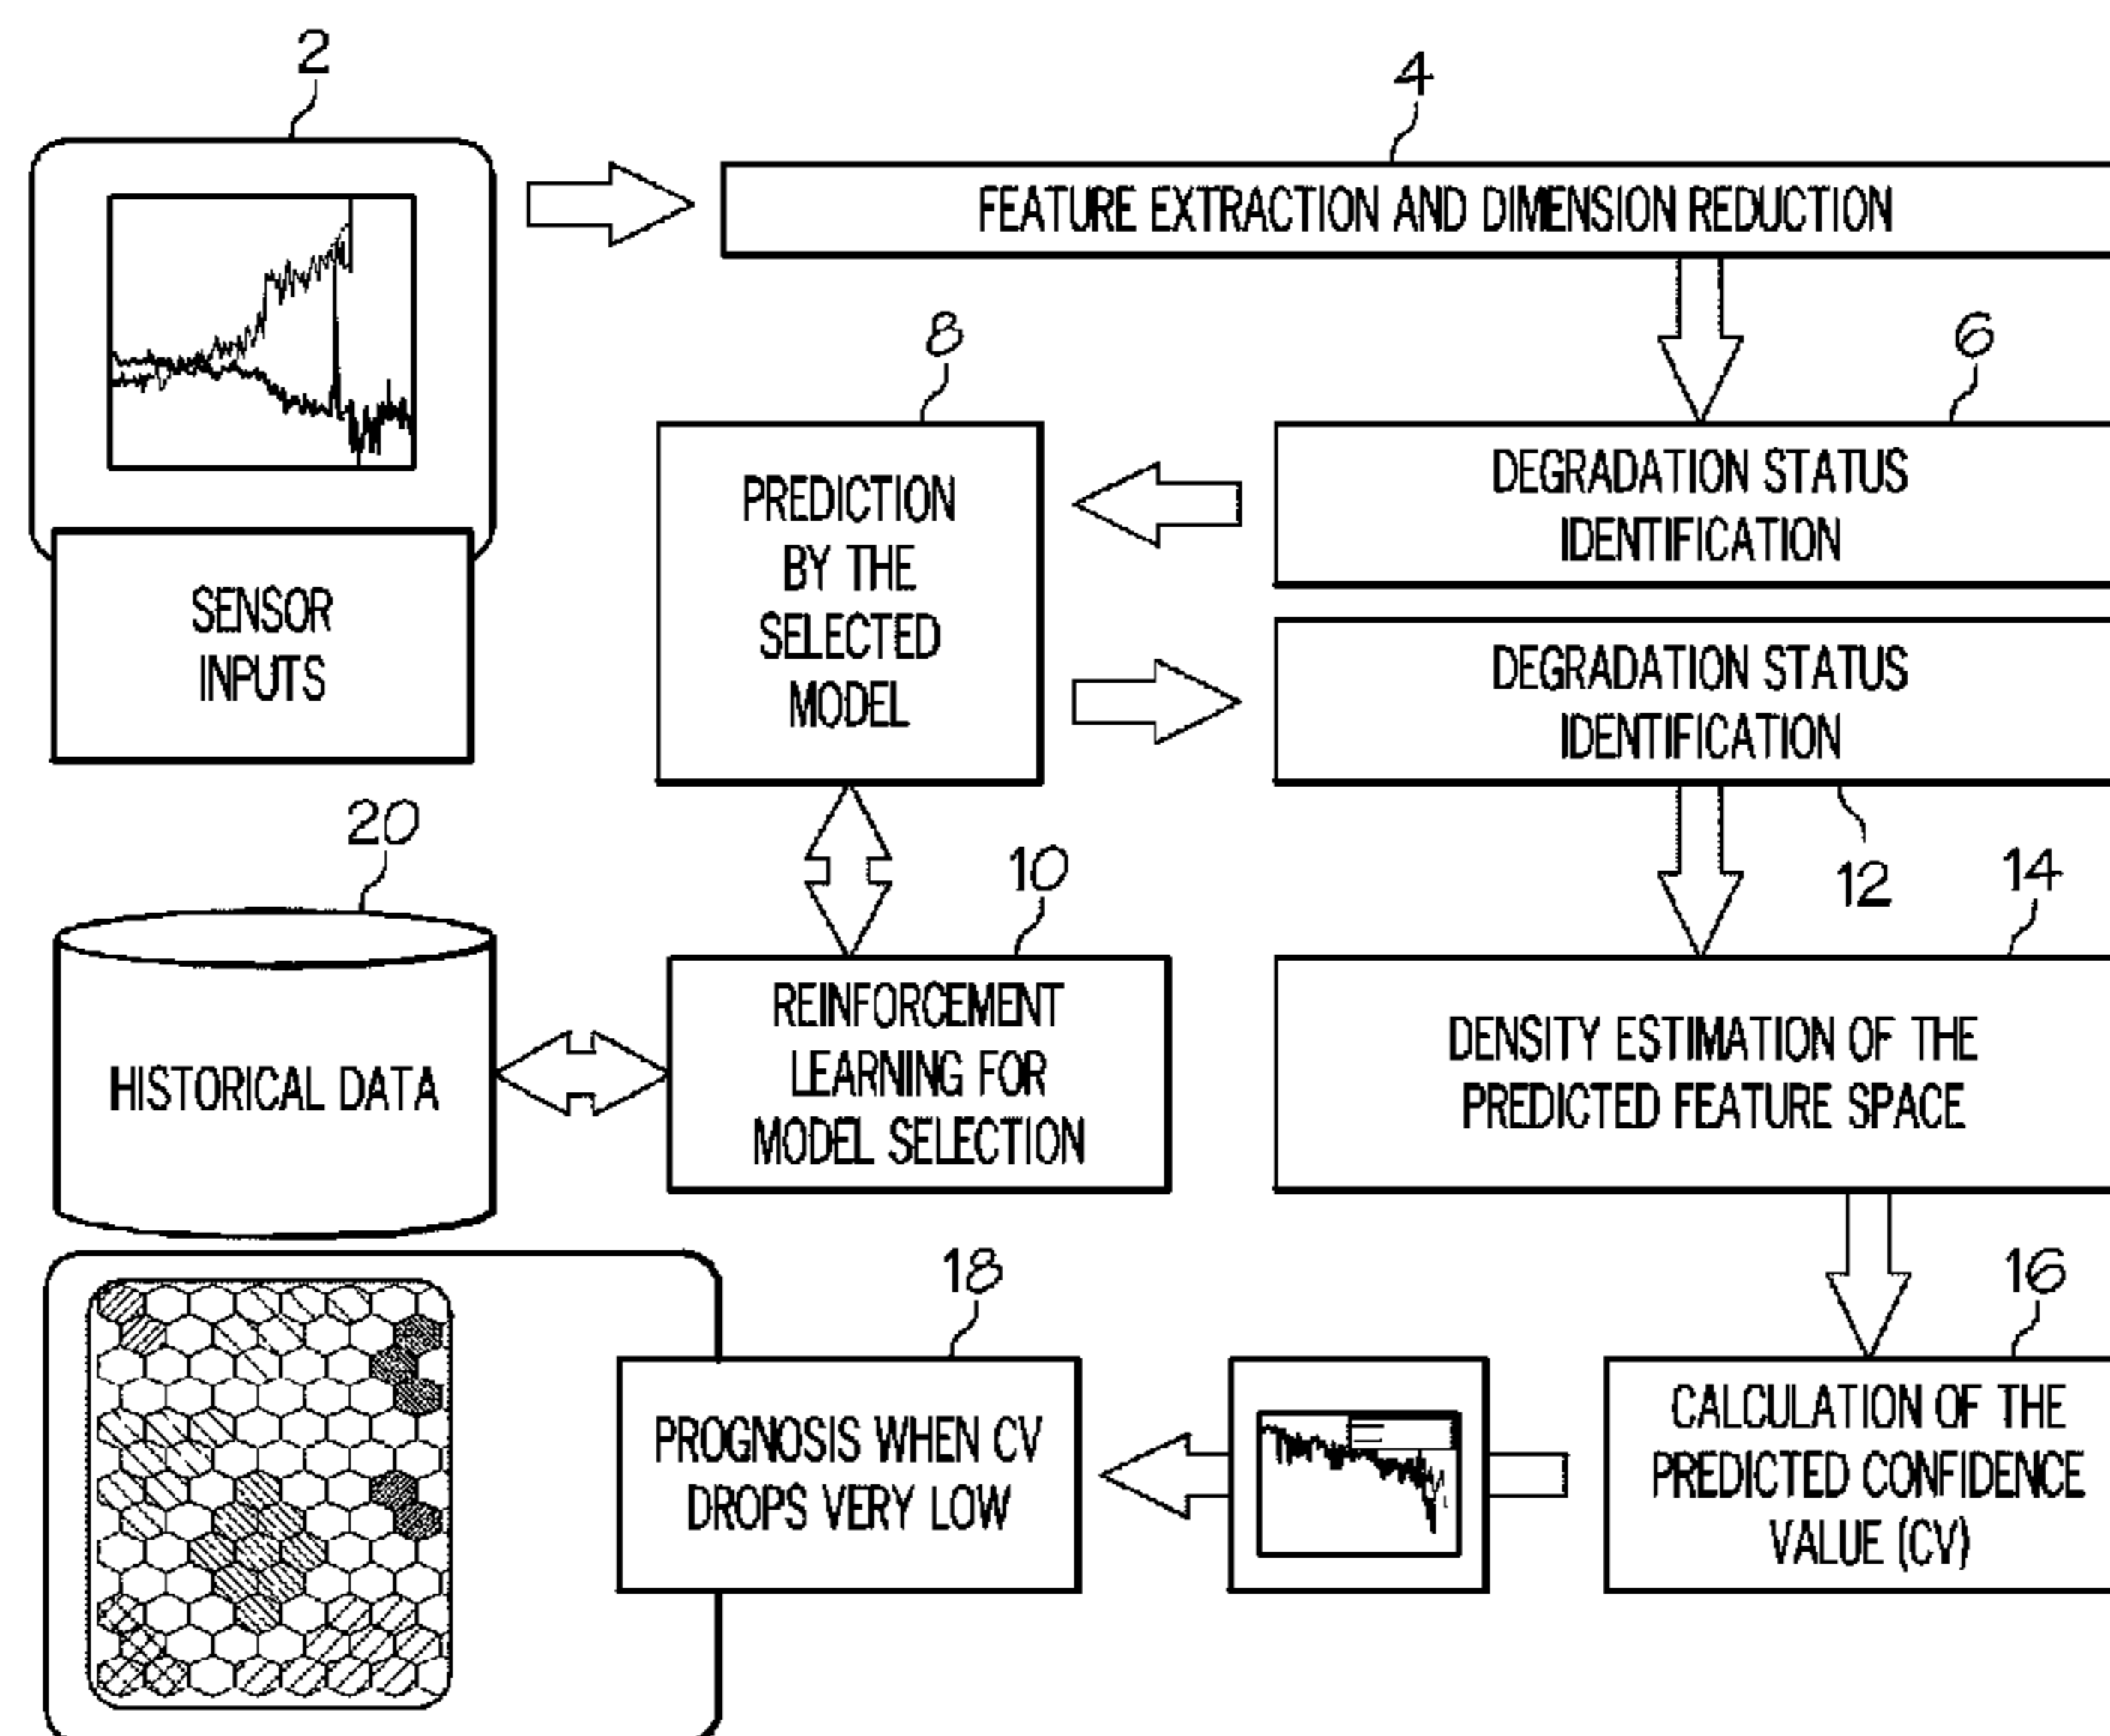 2
4
FEATURE EXTRACTION AND DIMENSION REDUCTION
8
6
PREDICTION
BY THE
SELECTED
MODEL
DEGRADATION STATUS
IDENTIFICATION
SENSOR
INPUTS
DEGRADATION STATUS
IDENTIFICATION
20
10
12
14
HISTORICAL DATA
REINFORCEMENT
LEARNING FOR
MODEL SELECTION
DENSITY ESTIMATION OF THE
PREDICTED FEATURE SPACE
18
16
PROGNOSIS WHEN CV
DROPS VERY LOW
CALCULATION OF THE
PREDICTED CONFIDENCE
VALUE (CV)